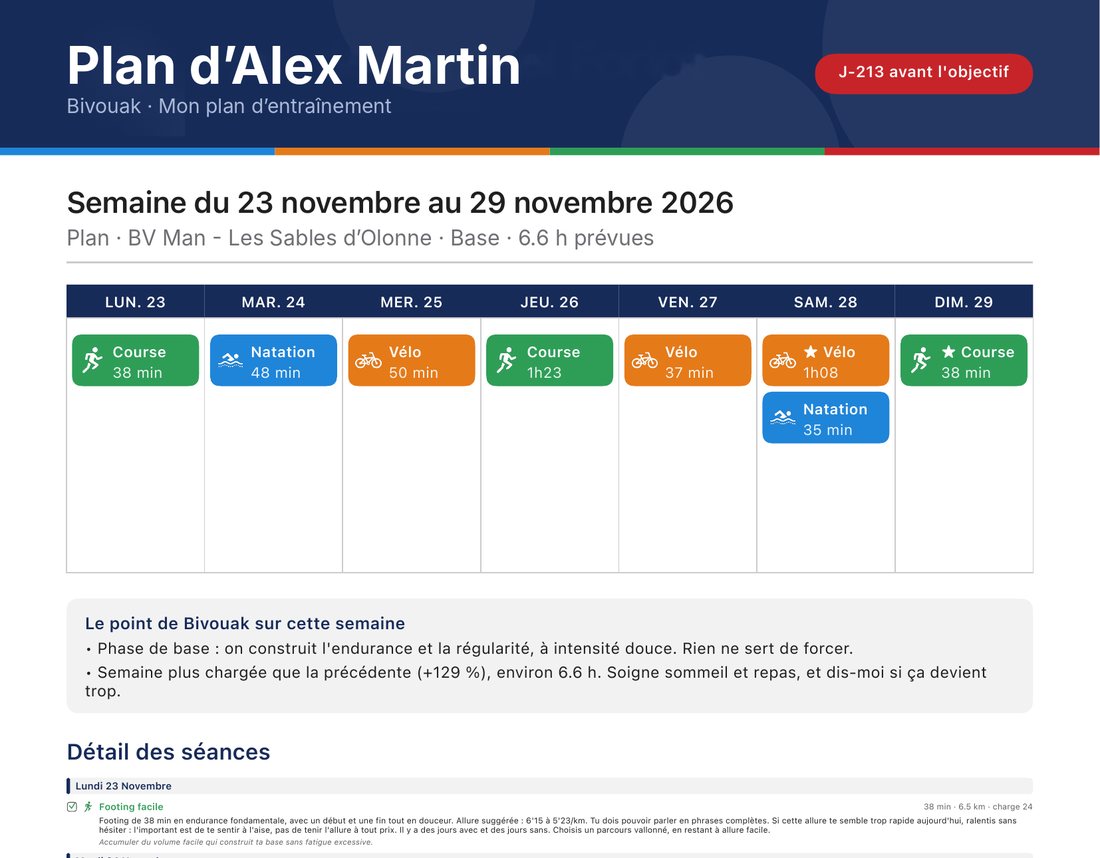 Plan d’Alex Martin
Bivouak · Mon plan d’entraînement
J-213 avant l'objectif
Semaine du 23 novembre au 29 novembre 2026
Plan · BV Man - Les Sables d’Olonne · Base · 6.6 h prévues
LUN. 23 MAR. 24 MER. 25 JEU. 26 VEN. 27 SAM. 28 DIM. 29
Course
38 min
Natation
48 min
Vélo
50 min
Course
1h23
Vélo
37 min
★ Vélo
1h08
Natation
35 min
★ Course
38 min
Le point de Bivouak sur cette semaine
• Phase de base : on construit l'endurance et la régularité, à intensité douce. Rien ne sert de forcer.
• Semaine plus chargée que la précédente (+129 %), environ 6.6 h. Soigne sommeil et repas, et dis-moi si ça devient
trop.
Détail des séances
Lundi 23 Novembre
Footing facile
38 min · 6.5 km · charge 24
Footing de 38 min en endurance fondamentale, avec un début et une fin tout en douceur. Allure suggérée : 6'15 à 5'23/km. Tu dois pouvoir parler en phrases complètes. Si cette allure te semble trop rapide aujourd'hui, ralentis sans
hésiter : l'important est de te sentir à l'aise, pas de tenir l'allure à tout prix. Il y a des jours avec et des jours sans. Choisis un parcours vallonné, en restant à allure facile.
Accumuler du volume facile qui construit ta base sans fatigue excessive.